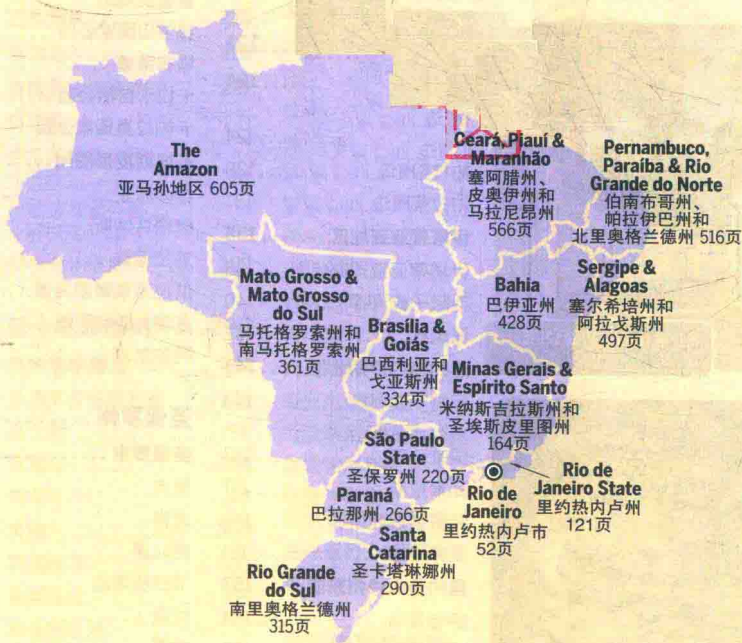 The
Amazon
亚马孙地区 605页
Ceará, Piauí &
Maranhão
塞阿腊州、
皮奥伊州和
马拉尼昂州
566页
Pernambuco,
Paraíba & Rio
Grande do Norte
伯南布哥州、
帕拉伊巴州和
北里奥格兰德州 516页
Mato Grosso &
Mato Grosso
do Sul
马托格罗索州和
南马托格罗索州
361页
Bahia
巴伊亚州
428页
Sergipe &
Alagoas
塞尔希培州和
阿拉戈斯州
497页
Brasília &
Goiás
巴西利亚和
戈亚斯州
334页
Minas Gerais &
Espírito Santo
米纳斯吉拉斯州和
圣埃斯皮里图州
164页
São Paulo
State
圣保罗州 220页
Paraná
巴拉那州 266页
Rio de
Janeiro
里约热内卢市
52页
Rio de
Janeiro State
里约热内卢州
121页
Santa
Catarina
圣卡塔琳娜州
290页
Rio Grande
do Sul
南里奥格兰德州
315页